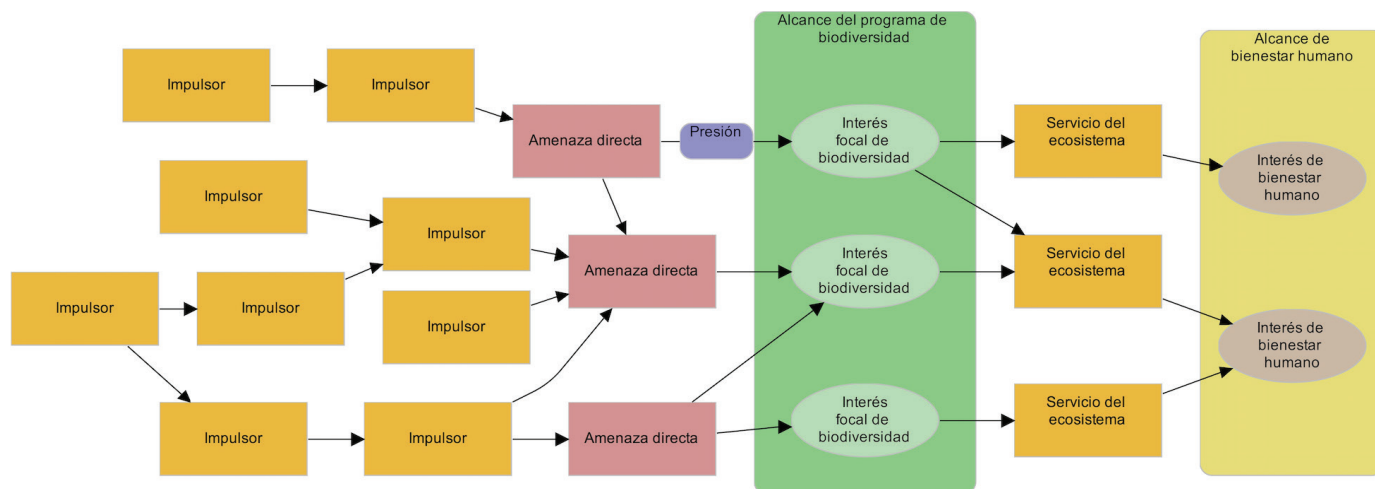 Alcance del programa de
biodiversidad
Alcance de
bienestar humano
Impulsor
Impulsor
Amenaza directa
Presión
Interés
focal de
biodiversidad
Servicio del
ecosistema
Interés de
bienestar
humano
Impulsor
Impulsor
Impulsor
Impulsor
Impulsor
Amenaza directa
Interés
focal de
biodiversidad
Servicio del
ecosistema
Interés de
bienestar
humano
Impulsor
Impulsor
Amenaza directa
Interés
focal de
biodiversidad
Servicio del
ecosistema